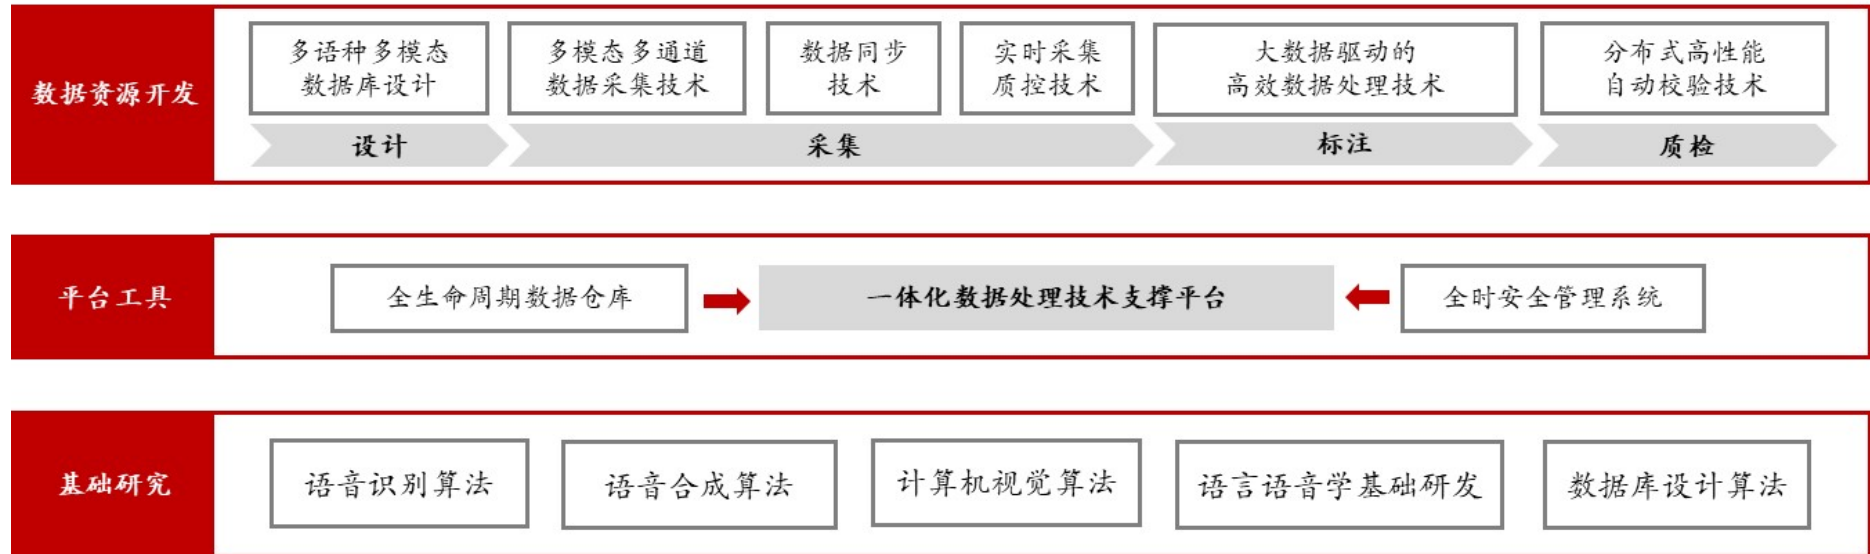 数据资源开发
多语种多模态
数据库设计
多模态多通道
数据采集技术
数据同步
技术
实时采集
质控技术
大数据驱动的
高效数据处理技术
分布式高性能
自动校验技术
设计
采集
标注
质检
平台工具
全生命周期数据仓库
一体化数据处理技术支撑平台
全时安全管理系统
基础研究
语音识别算法
语音合成算法
计算机视觉算法
语言语音学基础研发
数据库设计算法